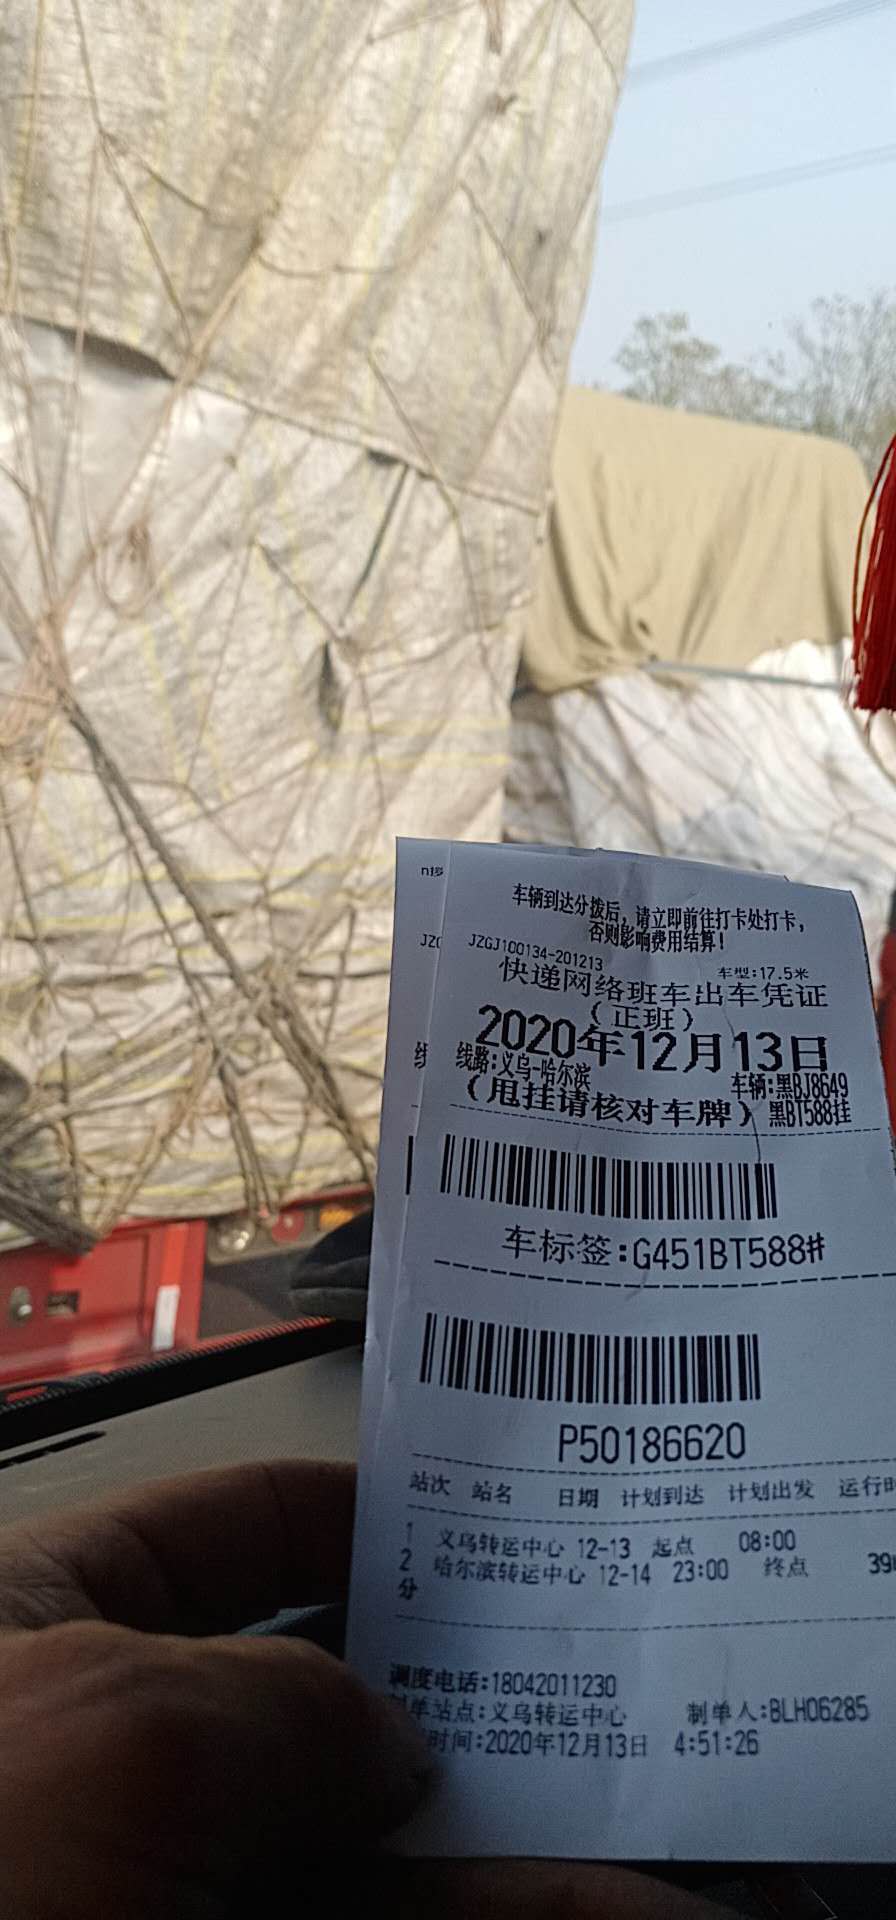 车辆到达分拨后，请立即前往打卡处打卡，
否则影响费用结算！
JZGJ100134-201213
车型:17.5米
快递网络班车出车凭证
（正班）
2020年12月13日
线路:义乌-哈尔滨
车辆:黑BJ8649
（甩挂请核对车牌）
黑BT588挂
车标签:G451BT588#
P50186620
站次 站名 日期 计划到达 计划出发 运行时
1 义乌转运中心 12-13 起点 08:00
2 哈尔滨转运中心 12-14 23:00 终点 39
分
调度电话:18042011230
单站点:义乌转运中心 制单人:BLH06285
时间:2020年12月13日 4:51:26
JZG
线